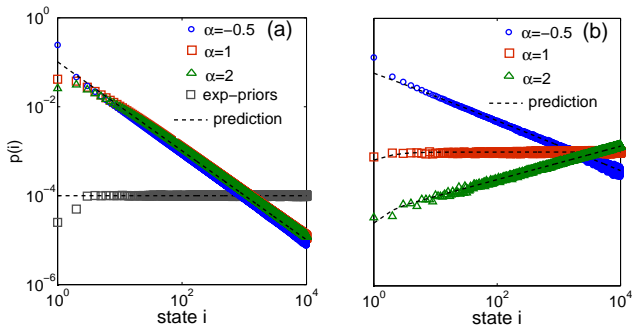 (a)
α=−0.5
α=1
α=2
exp-priors
prediction
p(i)
10^0
10^−2
10^−4
10^−6
10^0
10^2
10^4
state i
(b)
α=−0.5
α=1
α=2
prediction
10^0
10^2
10^4
state i